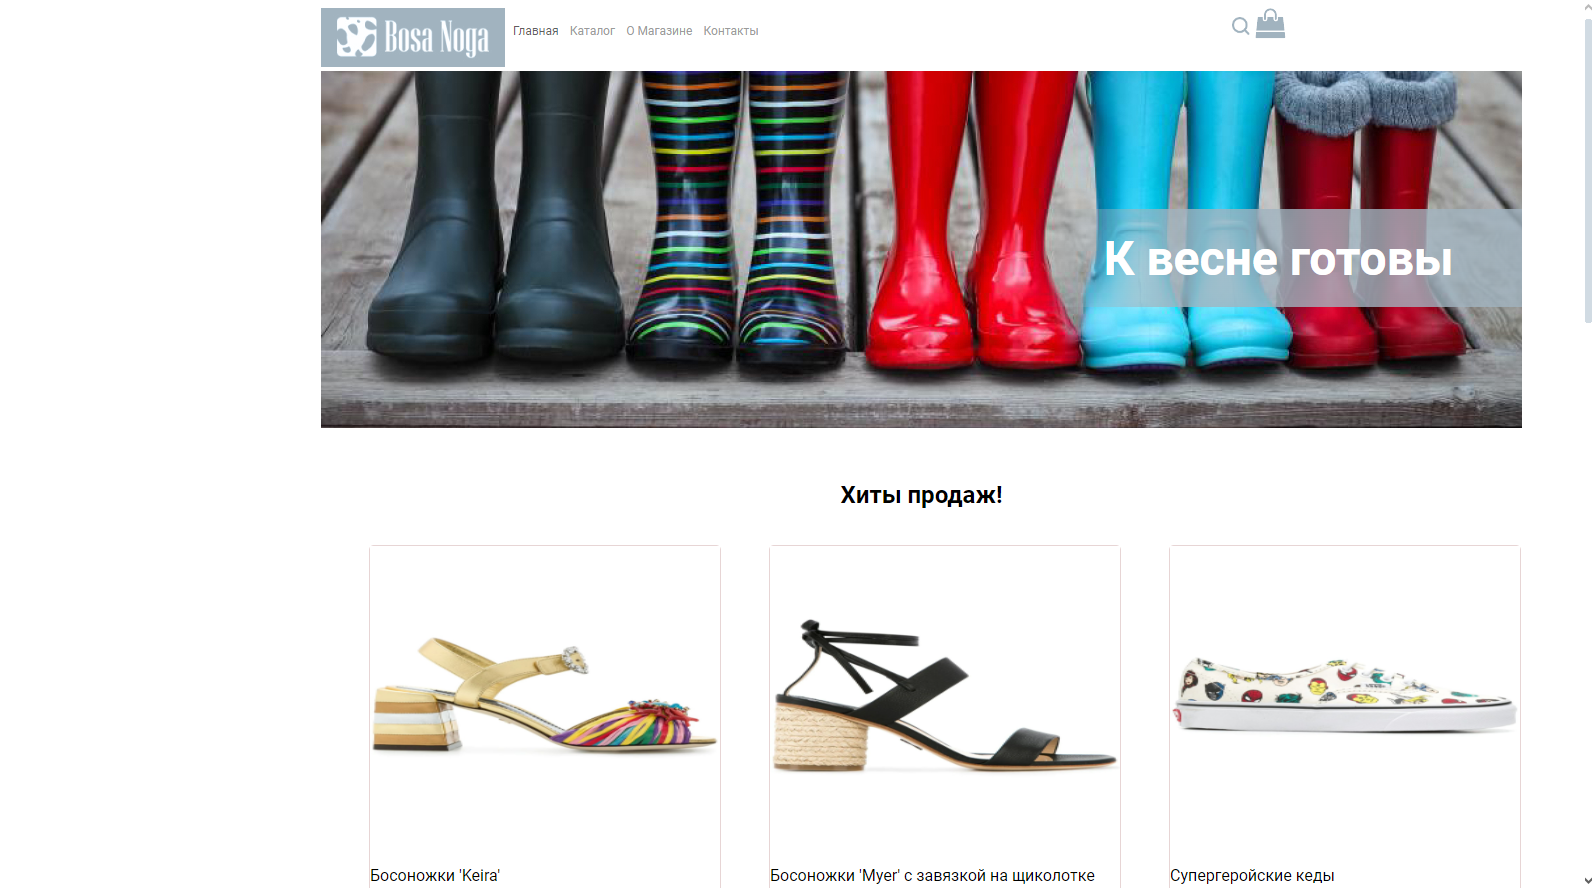 Bosa Noga
Главная Каталог О Магазине Контакты
К весне готовы
Хиты продаж!
Босоножки 'Keira'
Босоножки 'Myer' с завязкой на щиколотке
Супергеройские кеды